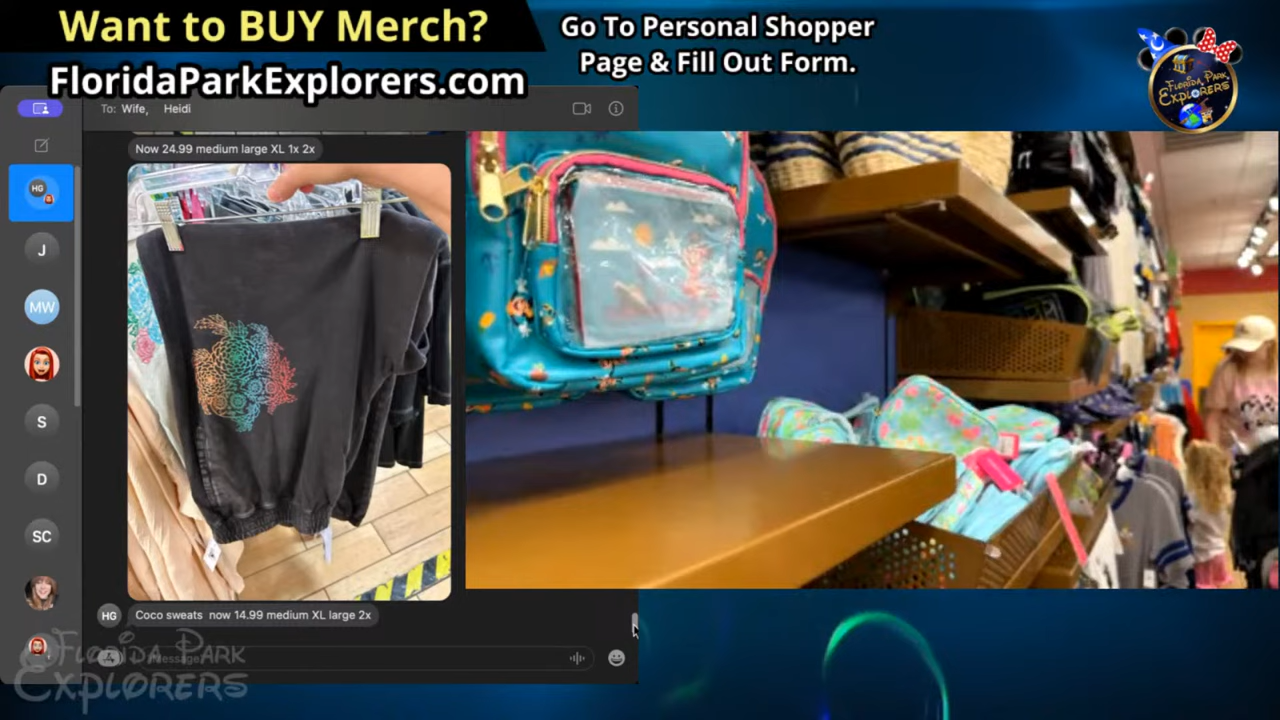 Want to BUY Merch?
FloridaParkExplorers.com
Go To Personal Shopper
Page & Fill Out Form.
FLORIDA PARK
EXPLORERS
To: Wife, Heidi
Now 24.99 medium large XL 1x 2x
HG
J
MW
S
D
SC
HG
Coco sweats now 14.99 medium XL large 2x
iMessage
FLORIDA PARK
EXPLORERS